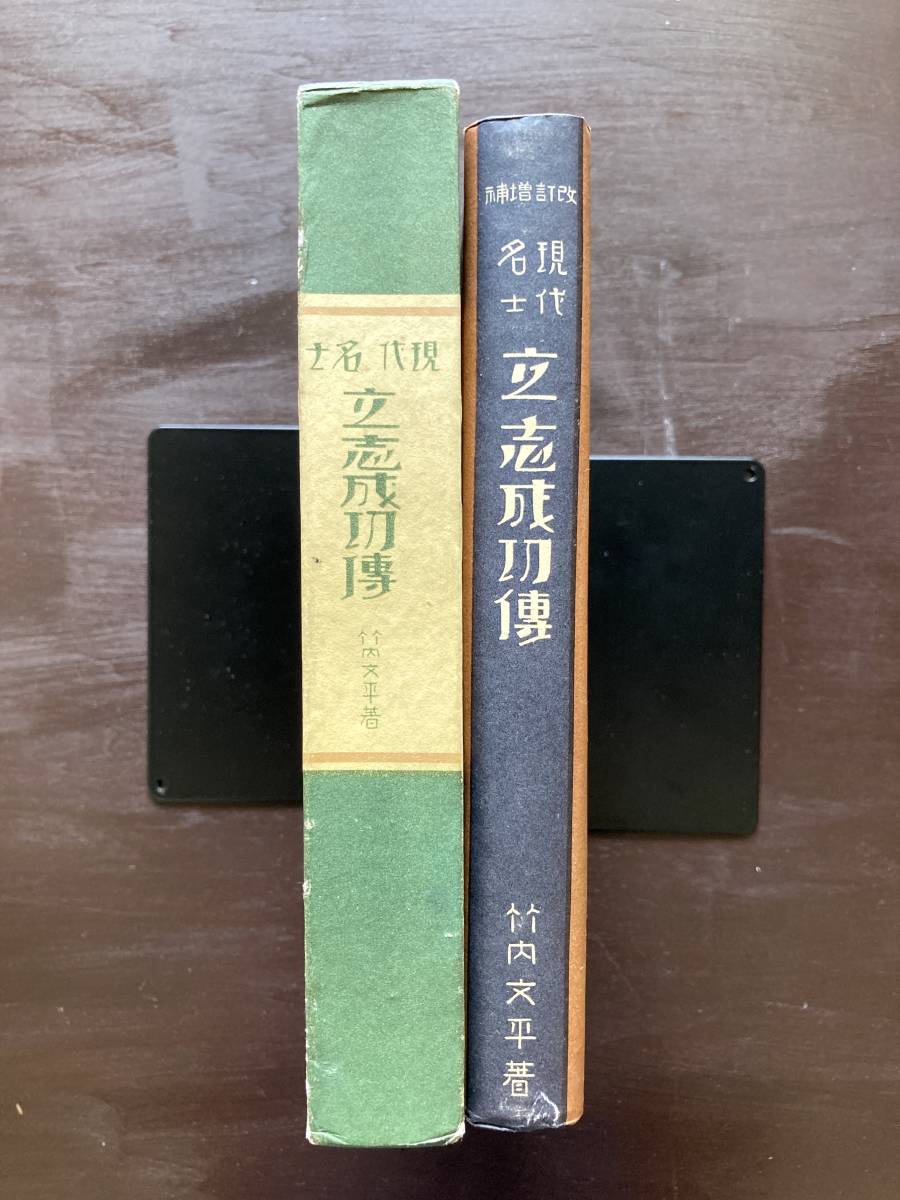 現代名士
立志成功傳
竹内文平著
改訂増補
現代
名士
立志成功傳
竹内文平著